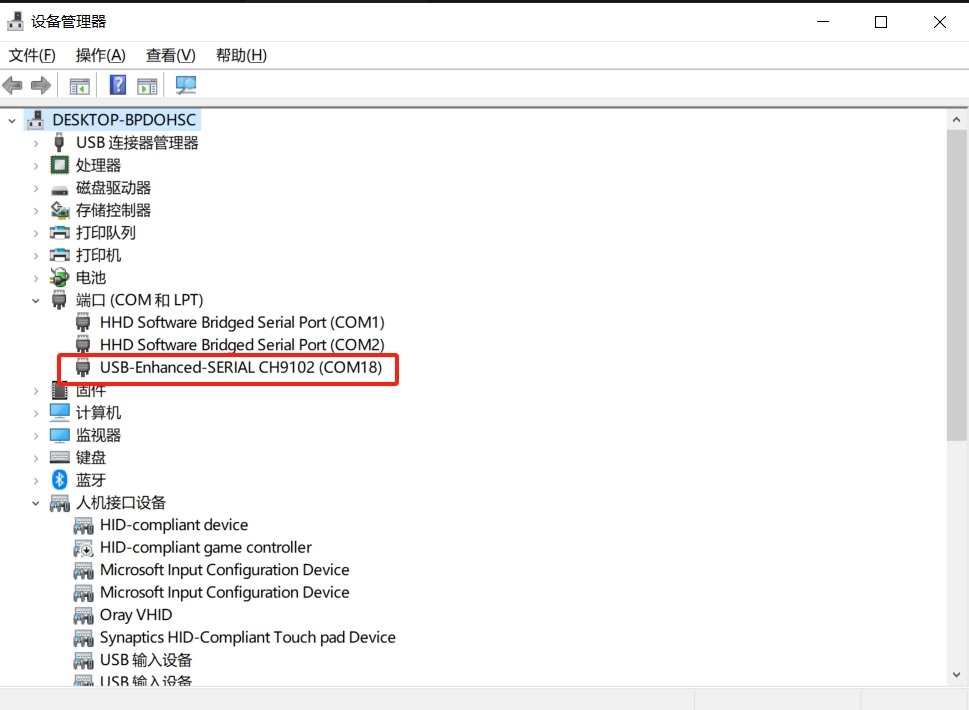 设备管理器
文件(F) 操作(A) 查看(V) 帮助(H)
DESKTOP-BPDOHSC
USB 连接器管理器
处理器
磁盘驱动器
存储控制器
打印队列
打印机
电池
端口 (COM 和 LPT)
HHD Software Bridged Serial Port (COM1)
HHD Software Bridged Serial Port (COM2)
USB-Enhanced-SERIAL CH9102 (COM18)
固件
计算机
监视器
键盘
蓝牙
人机接口设备
HID-compliant device
HID-compliant game controller
Microsoft Input Configuration Device
Microsoft Input Configuration Device
Oray VHID
Synaptics HID-Compliant Touch pad Device
USB 输入设备
USB 输入设备